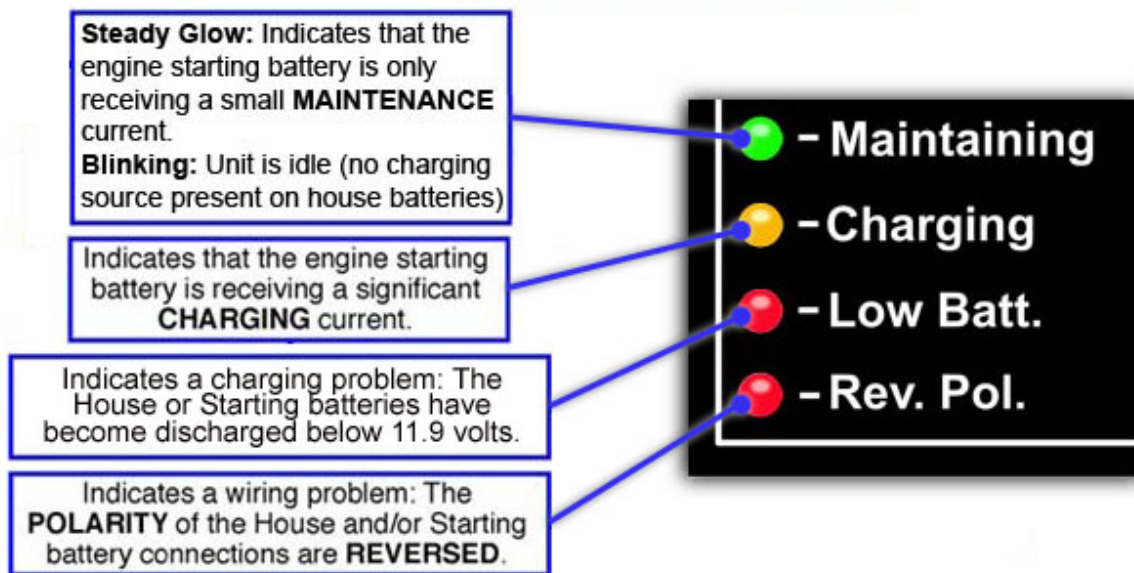 Steady Glow: Indicates that the
engine starting battery is only
receiving a small MAINTENANCE
current.
Blinking: Unit is idle (no charging
source present on house batteries)
Indicates that the engine starting
battery is receiving a significant
CHARGING current.
Indicates a charging problem: The
House or Starting batteries have
become discharged below 11.9 volts.
Indicates a wiring problem: The
POLARITY of the House and/or Starting
battery connections are REVERSED.
- Maintaining
- Charging
- Low Batt.
- Rev. Pol.